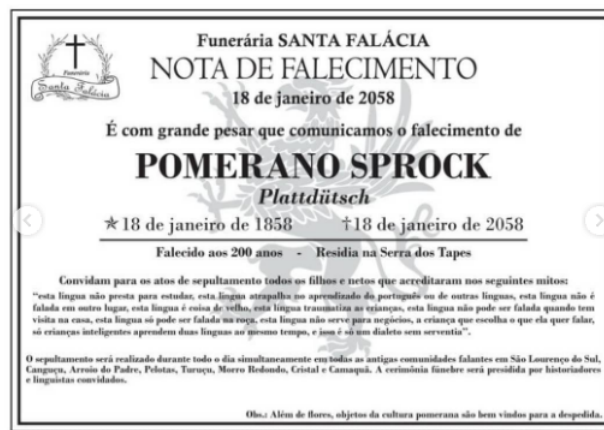 Funerária
Santa Falácia
Funerária SANTA FALÁCIA
NOTA DE FALECIMENTO
18 de janeiro de 2058
É com grande pesar que comunicamos o falecimento de
POMERANO SPROCK
Plattdütsch
★18 de janeiro de 1858 †18 de janeiro de 2058
Falecido aos 200 anos - Residia na Serra dos Tapes
Convidam para os atos de sepultamento todos os filhos e netos que acreditaram nos seguintes mitos:
“esta língua não presta para estudar, esta língua atrapalha no aprendizado do português ou de outras línguas, esta língua não é
falada em outro lugar, esta língua é coisa de velho, esta língua traumatiza as crianças, esta língua não pode ser falada quando tem
visita na casa, esta língua só pode ser falada na roça, esta língua não serve para negócios, a criança que escolha o que ela quer falar,
só crianças inteligentes aprendem duas línguas ao mesmo tempo, e isso é só um dialeto sem serventia”.
O sepultamento será realizado durante todo o dia simultaneamente em todas as antigas comunidades falantes em São Lourenço do Sul,
Canguçu, Arroio do Padre, Pelotas, Turuçu, Morro Redondo, Cristal e Camaquã. A cerimônia fúnebre será presidida por historiadores
e linguistas convidados.
Obs.: Além de flores, objetos da cultura pomerana são bem vindos para a despedida.